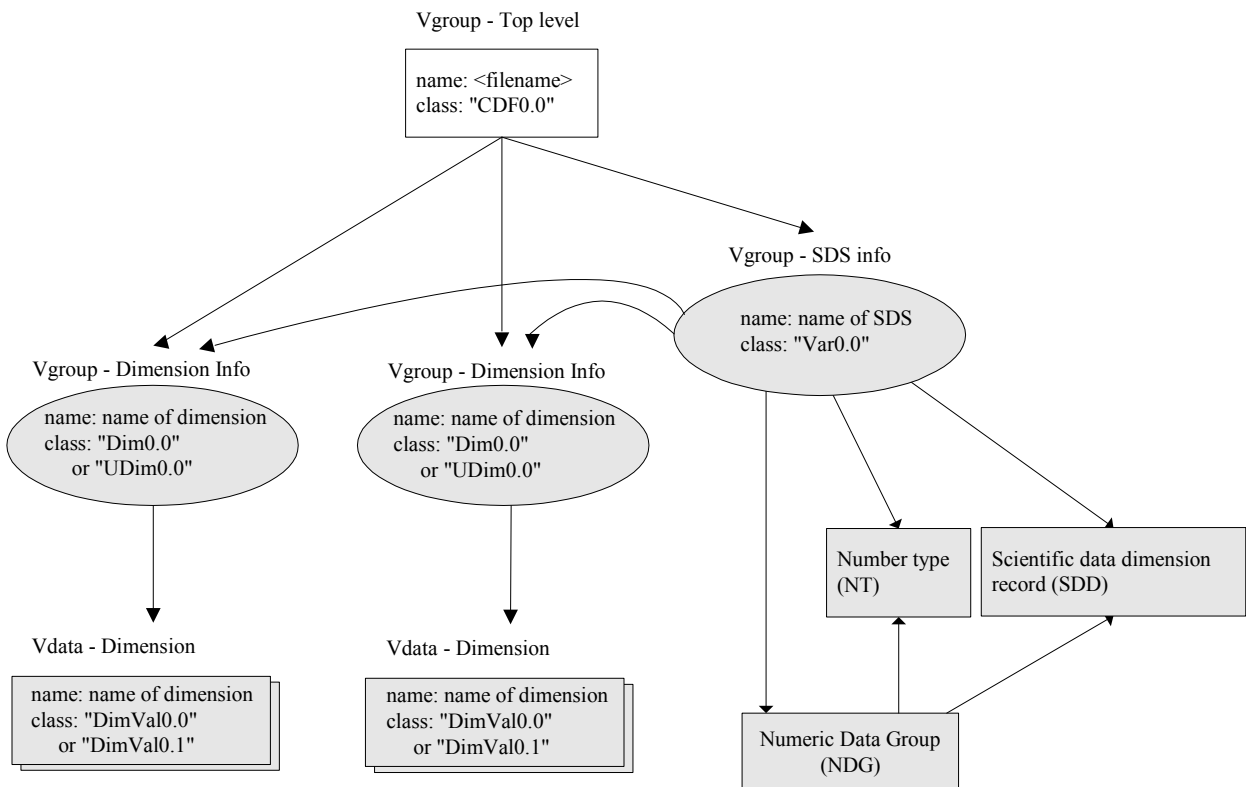 Vgroup - Top level
name: <filename>
class: "CDF0.0"
Vgroup - SDS info
name: name of SDS
class: "Var0.0"
Vgroup - Dimension Info
name: name of dimension
class: "Dim0.0"
or "UDim0.0"
Vgroup - Dimension Info
name: name of dimension
class: "Dim0.0"
or "UDim0.0"
Number type
(NT)
Scientific data dimension
record (SDD)
Vdata - Dimension
name: name of dimension
class: "DimVal0.0"
or "DimVal0.1"
Vdata - Dimension
name: name of dimension
class: "DimVal0.0"
or "DimVal0.1"
Numeric Data Group
(NDG)